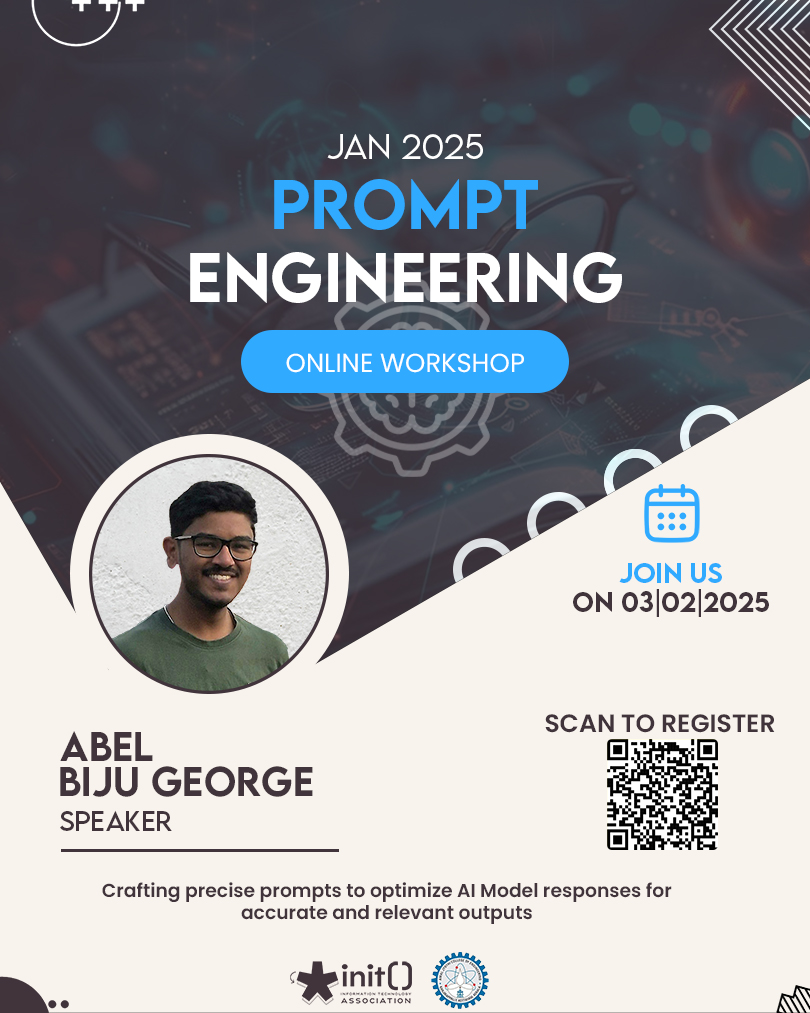 JAN 2025
PROMPT
ENGINEERING
ONLINE WORKSHOP
JOIN US
ON 03|02|2025
SCAN TO REGISTER
ABEL
BIJU GEORGE
SPEAKER
Crafting precise prompts to optimize AI Model responses for
accurate and relevant outputs
init()
INFORMATION TECHNOLOGY
ASSOCIATION